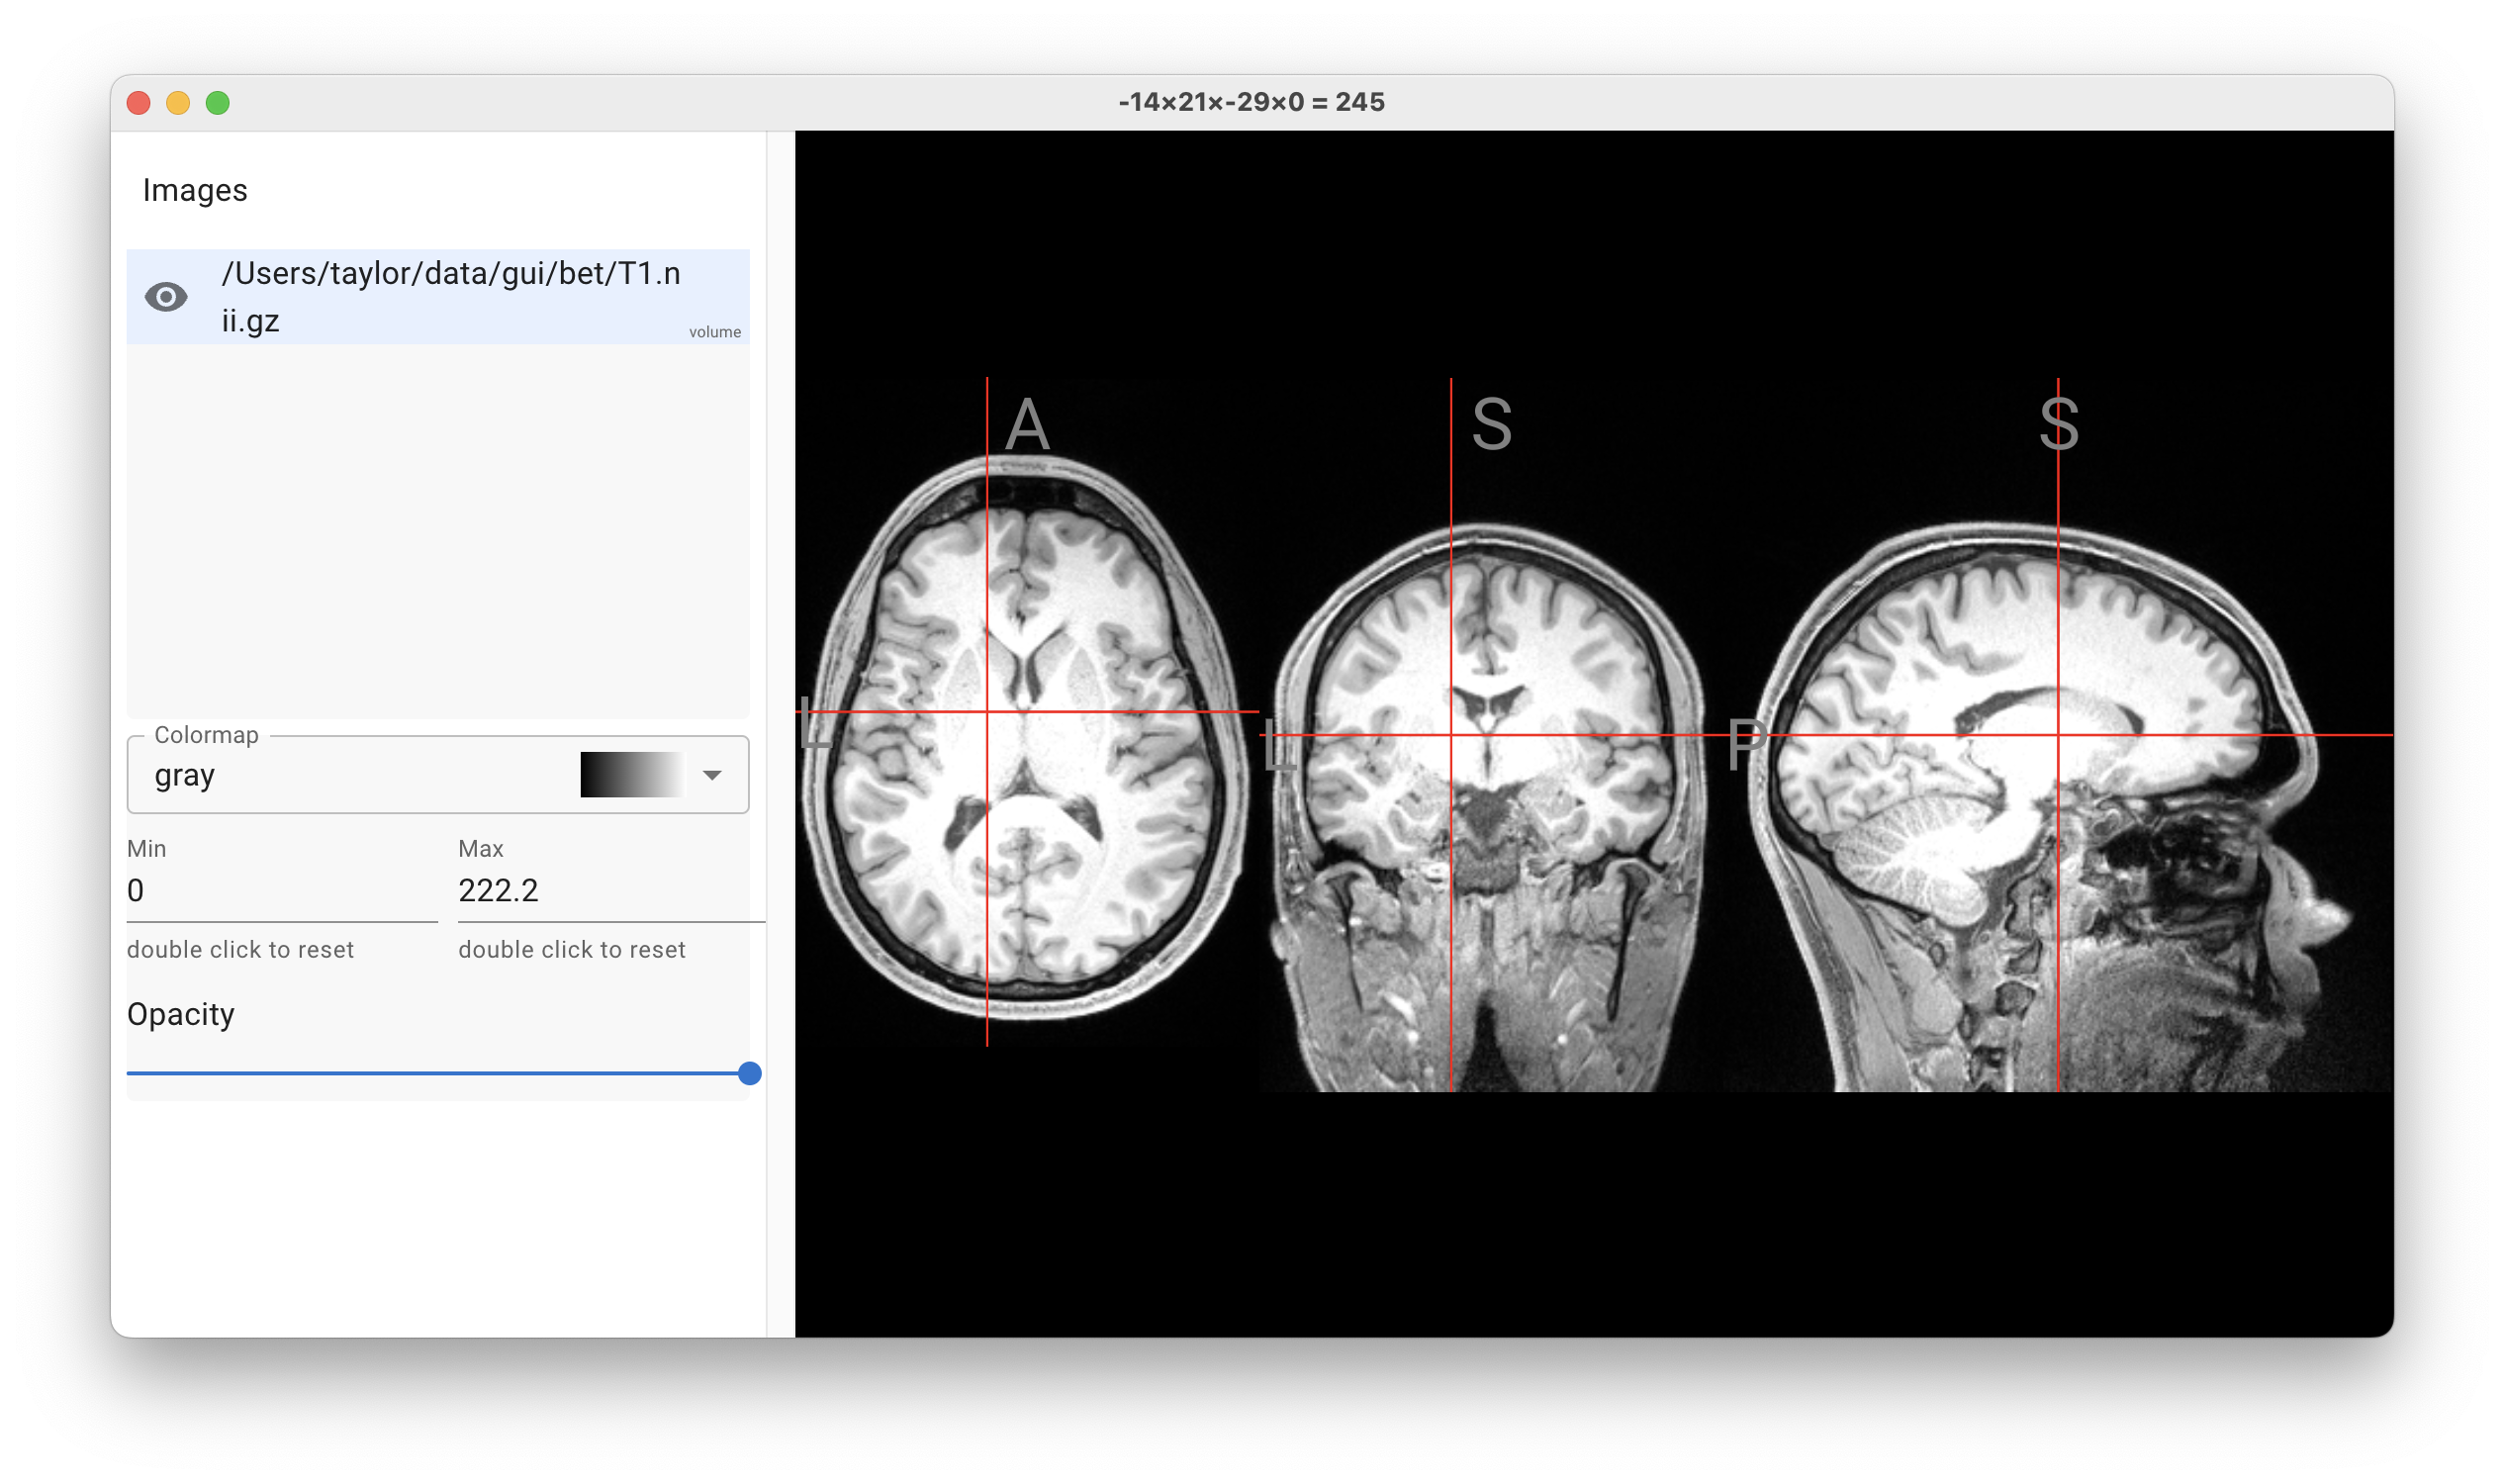 -14×21×-29×0 = 245
Images
/Users/taylor/data/gui/bet/T1.n
ii.gz
volume
Colormap
gray
Min
Max
0
222.2
double click to reset
double click to reset
Opacity
A
L
S
L
S
P